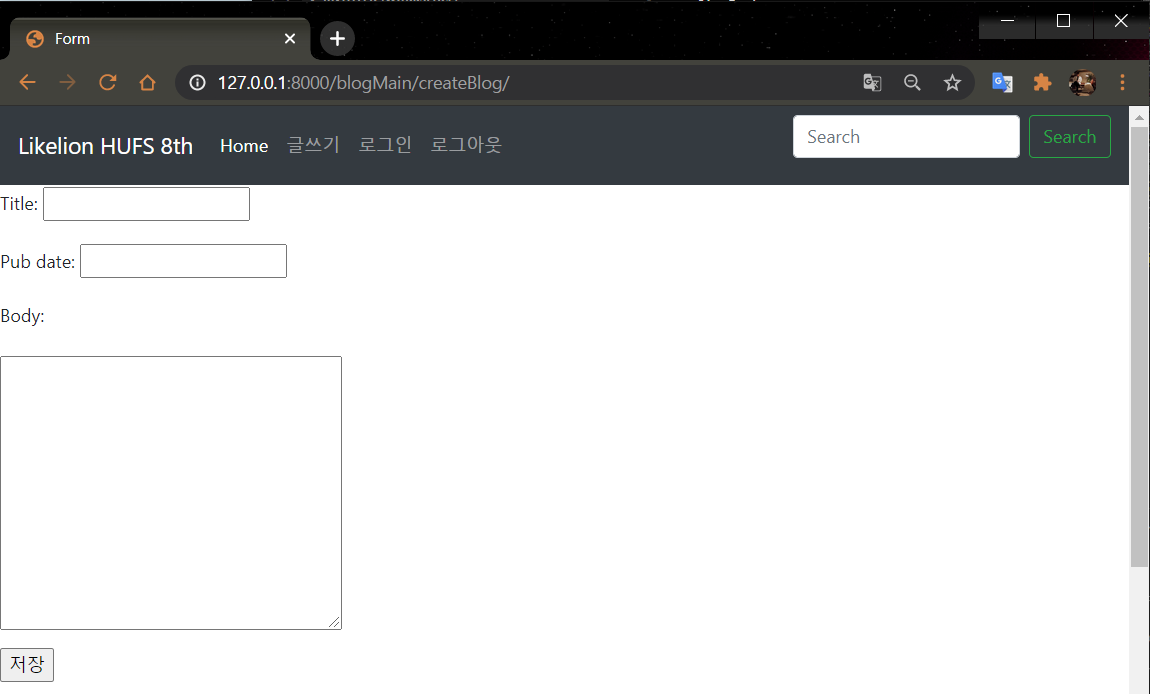 Form
127.0.0.1:8000/blogMain/createBlog/
Likelion HUFS 8th Home 글쓰기 로그인 로그아웃 Search Search
Title:
Pub date:
Body:
저장